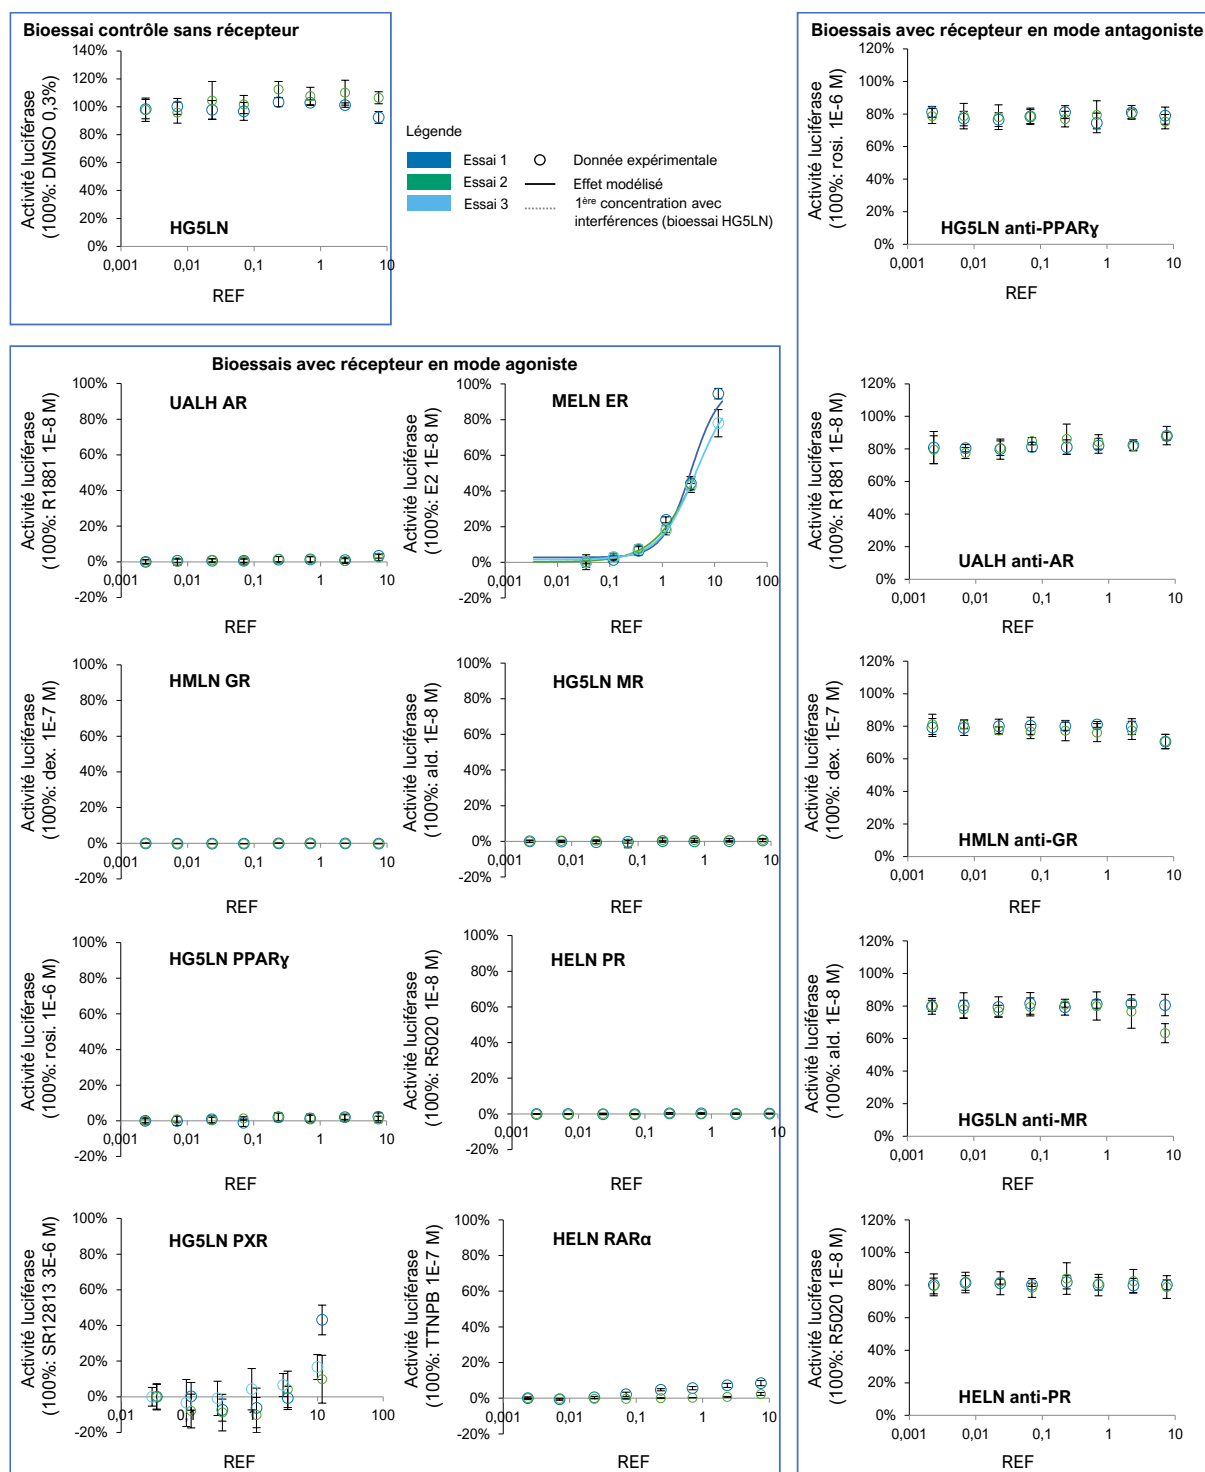 Bioessai contrôle sans récepteur
Activité luciférase
(100%: DMSO 0,3%)
140%
120%
100%
80%
60%
40%
20%
0%
HG5LN
0,001
0,01
0,1
1
10
REF
Légende
Essai 1
Donnée expérimentale
Essai 2
Effet modélisé
Essai 3
1ère concentration avec
interférences (bioessai HG5LN)
Bioessais avec récepteur en mode antagoniste
Activité luciférase
(100%: rosi. 1E-6 M)
120%
100%
80%
60%
40%
20%
0%
HG5LN anti-PPARɣ
0,001
0,01
0,1
1
10
REF
Activité luciférase
(100%: R1881 1E-8 M)
120%
100%
80%
60%
40%
20%
0%
0,001
0,01
0,1
1
10
UALH anti-AR
REF
Activité luciférase
(100%: dex. 1E-7 M)
120%
100%
80%
60%
40%
20%
0%
HMLN anti-GR
0,001
0,01
0,1
1
10
REF
Activité luciférase
(100%: ald. 1E-8 M)
120%
100%
80%
60%
40%
20%
0%
HG5LN anti-MR
0,001
0,01
0,1
1
10
REF
Activité luciférase
(100%: R5020 1E-8 M)
120%
100%
80%
60%
40%
20%
0%
HELN anti-PR
0,001
0,01
0,1
1
10
REF
Bioessais avec récepteur en mode agoniste
Activité luciférase
(100%: R1881 1E-8 M)
100%
80%
60%
40%
20%
0%
-20%
UALH AR
0,001
0,01
0,1
1
10
REF
Activité luciférase
(100%: E2 1E-8 M)
100%
80%
60%
40%
20%
0%
-20%
MELN ER
0,001
0,01
0,1
1
10
100
REF
Activité luciférase
(100%: dex. 1E-7 M)
100%
80%
60%
40%
20%
0%
-20%
HMLN GR
0,001
0,01
0,1
1
10
REF
Activité luciférase
(100%: ald. 1E-8 M)
100%
80%
60%
40%
20%
0%
-20%
HG5LN MR
0,001
0,01
0,1
1
10
REF
Activité luciférase
(100%: rosi. 1E-6 M)
100%
80%
60%
40%
20%
0%
-20%
HG5LN PPARɣ
0,001
0,01
0,1
1
10
REF
Activité luciférase
(100%: R5020 1E-8 M)
100%
80%
60%
40%
20%
0%
-20%
HELN PR
0,001
0,01
0,1
1
10
REF
Activité luciférase
(100%: SR12813 3E-6 M)
100%
80%
60%
40%
20%
0%
-20%
HG5LN PXR
0,01
0,1
1
10
100
REF
Activité luciférase
(100%: TTNPB 1E-7 M)
100%
80%
60%
40%
20%
0%
-20%
HELN RARα
0,001
0,01
0,1
1
10
REF